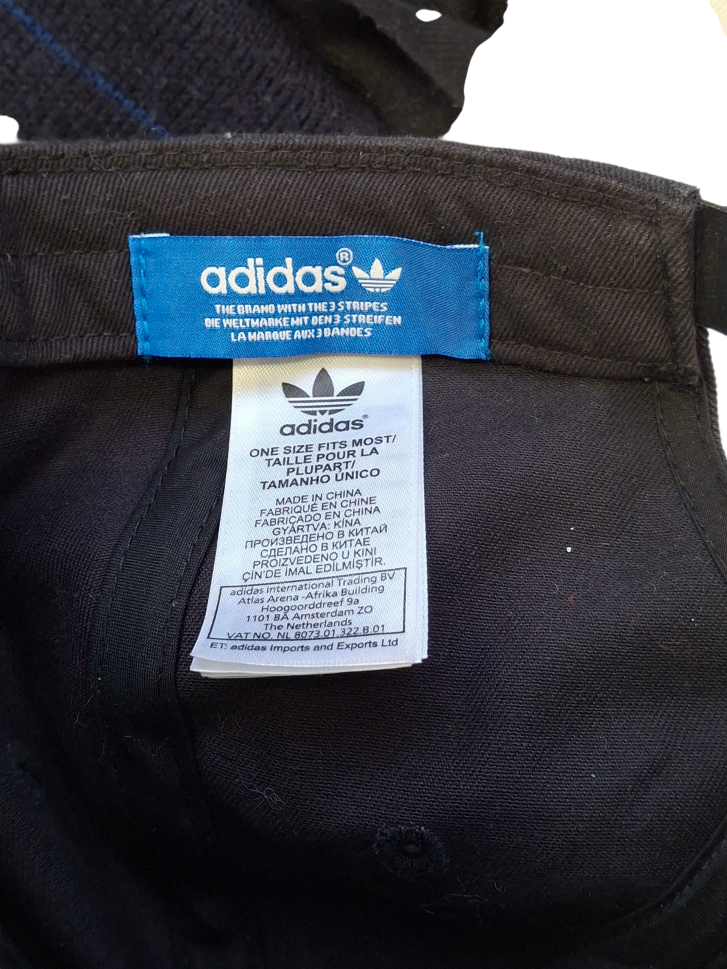 adidas®
THE BRAND WITH THE 3 STRIPES
DIE WELTMARKE MIT DEN 3 STREIFEN
LA MARQUE AUX 3 BANDES
adidas®
ONE SIZE FITS MOST/
TAILLE POUR LA
PLUPART/
TAMANHO ÚNICO
MADE IN CHINA
FABRIQUÉ EN CHINE
FABRICADO EN CHINA
GYÁRTVA: KÍNA
ПРОИЗВЕДЕНО В КИТАЙ
СДЕЛАНО В КИТАЕ
PROIZVEDENO U KINI
ÇİN'DE İMAL EDİLMİŞTİR.
adidas International Trading BV
Atlas Arena -Afrika Building
Hoogoorddreef 9a
1101 BA Amsterdam ZO
The Netherlands
VAT NO. NL 8073.01.322.B.01
ET: adidas Imports and Exports Ltd